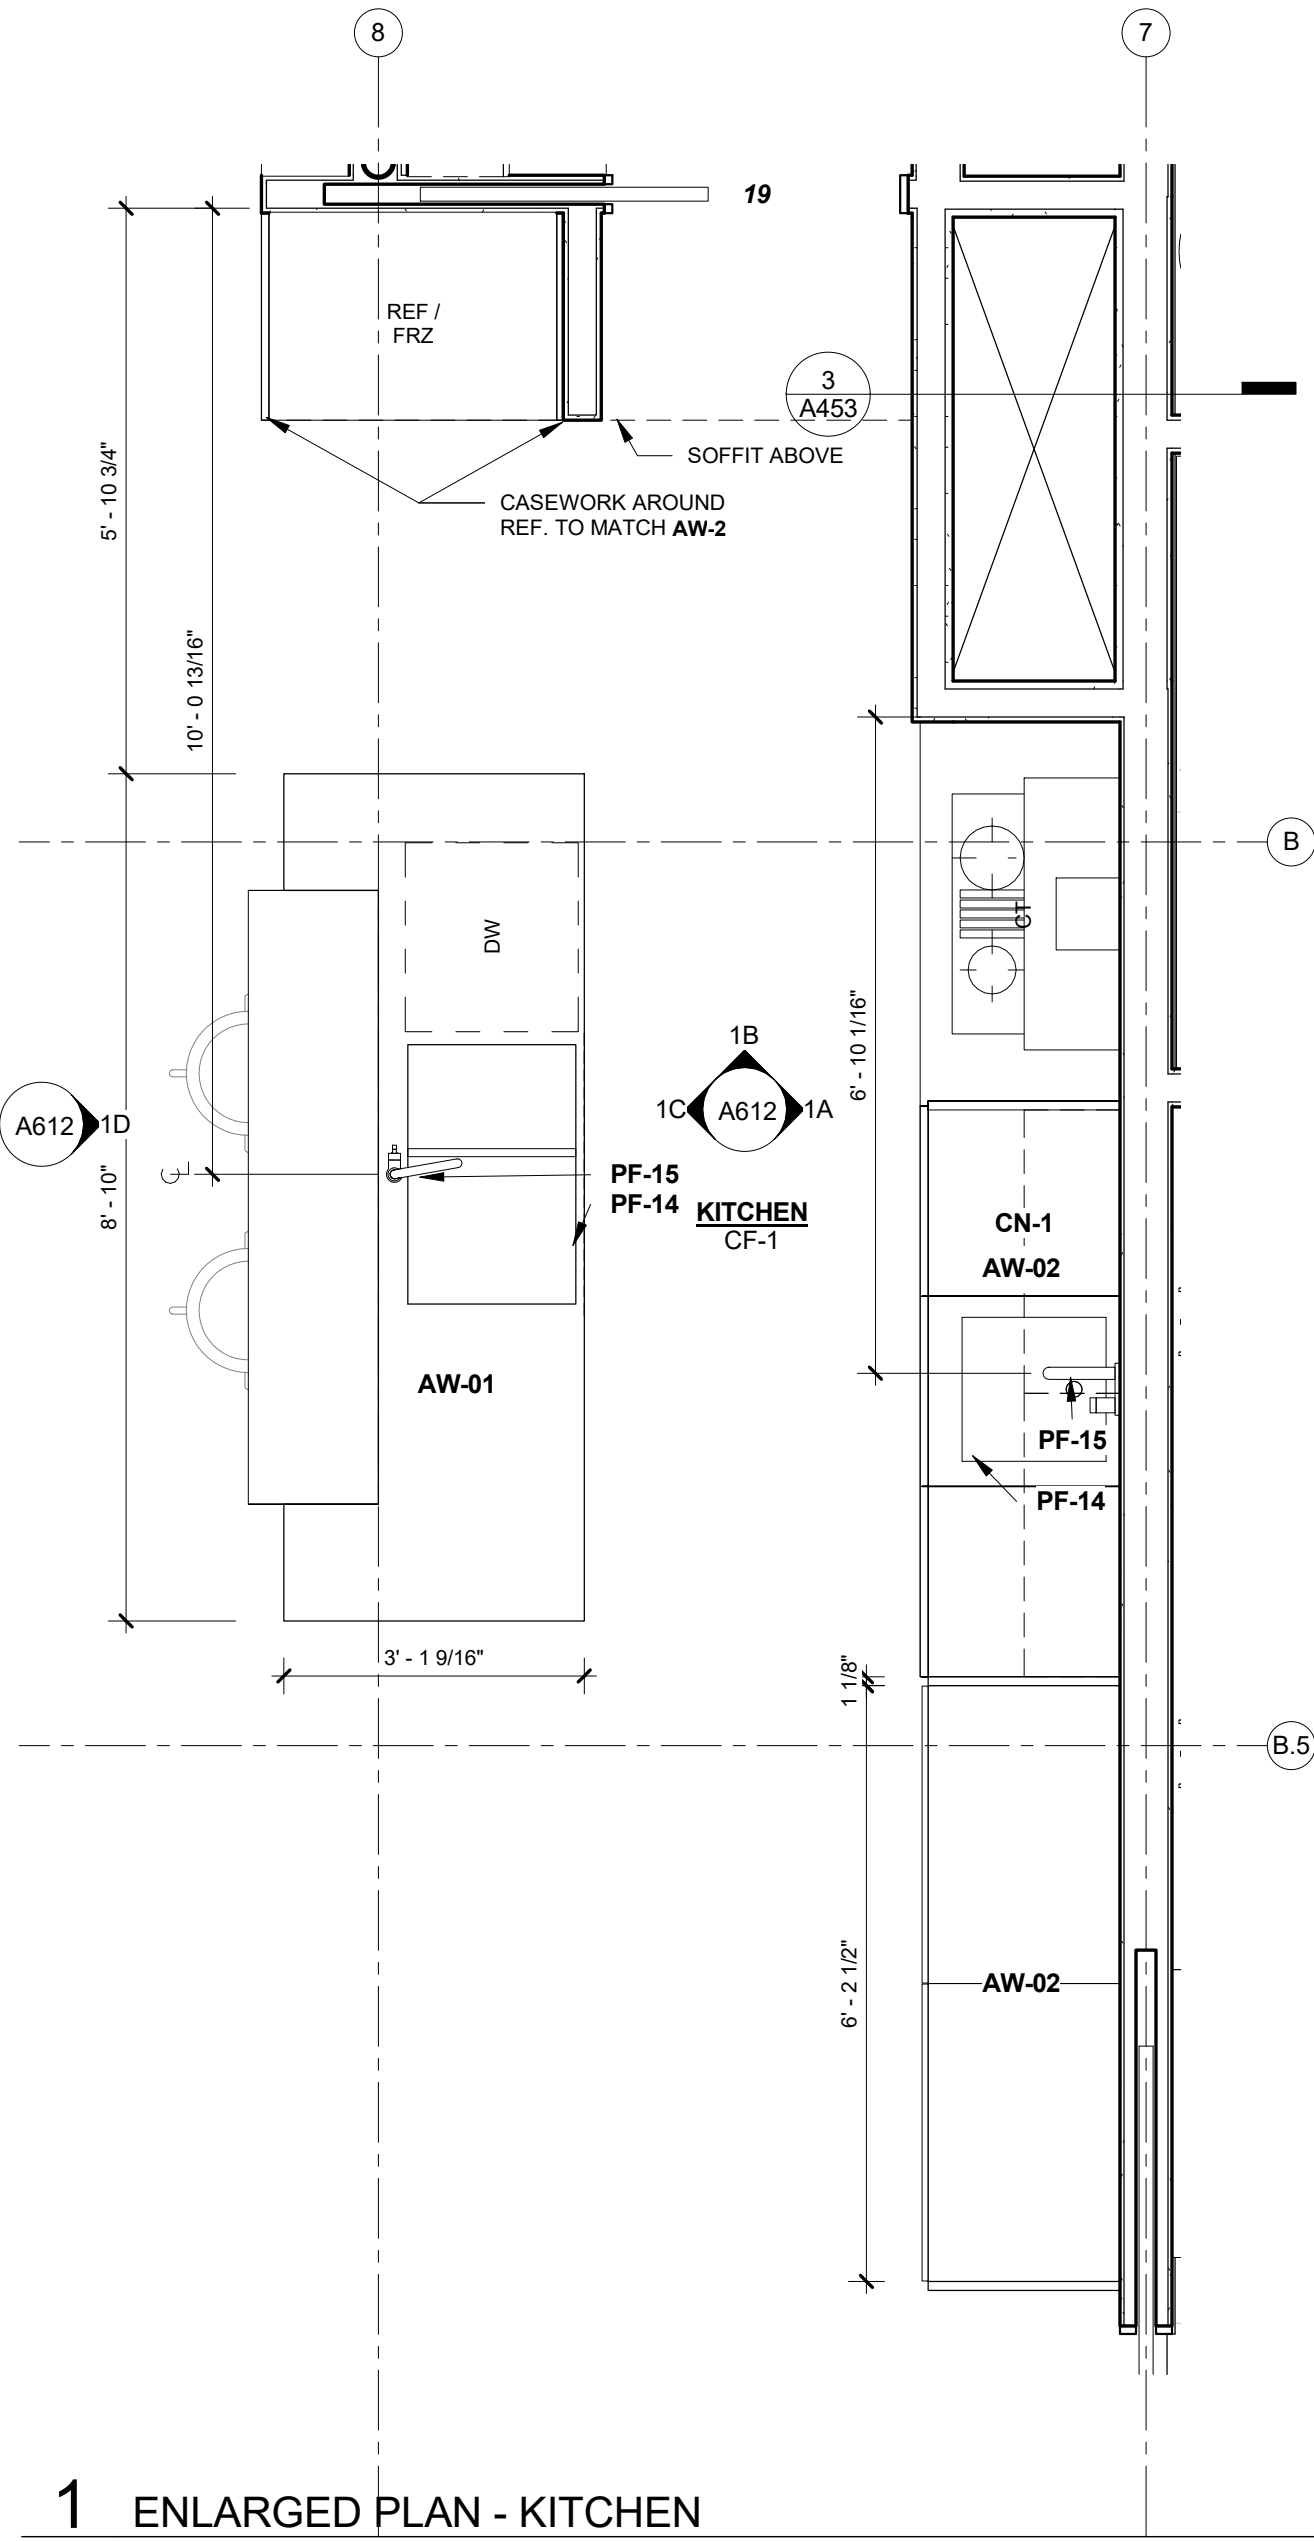 8
7
19
REF /
FRZ
3
A453
SOFFIT ABOVE
CASEWORK AROUND
REF. TO MATCH AW-2
5' - 10 3/4"
10' - 0 13/16"
B
DW
CT
6' - 10 1/16"
1B
1C
A612
1A
A612
1D
CL
8' - 10"
PF-15
PF-14
KITCHEN
CF-1
CN-1
AW-02
AW-01
PF-15
PF-14
3' - 1 9/16"
1 1/8"
B.5
AW-02
6' - 2 1/2"
1 ENLARGED PLAN - KITCHEN